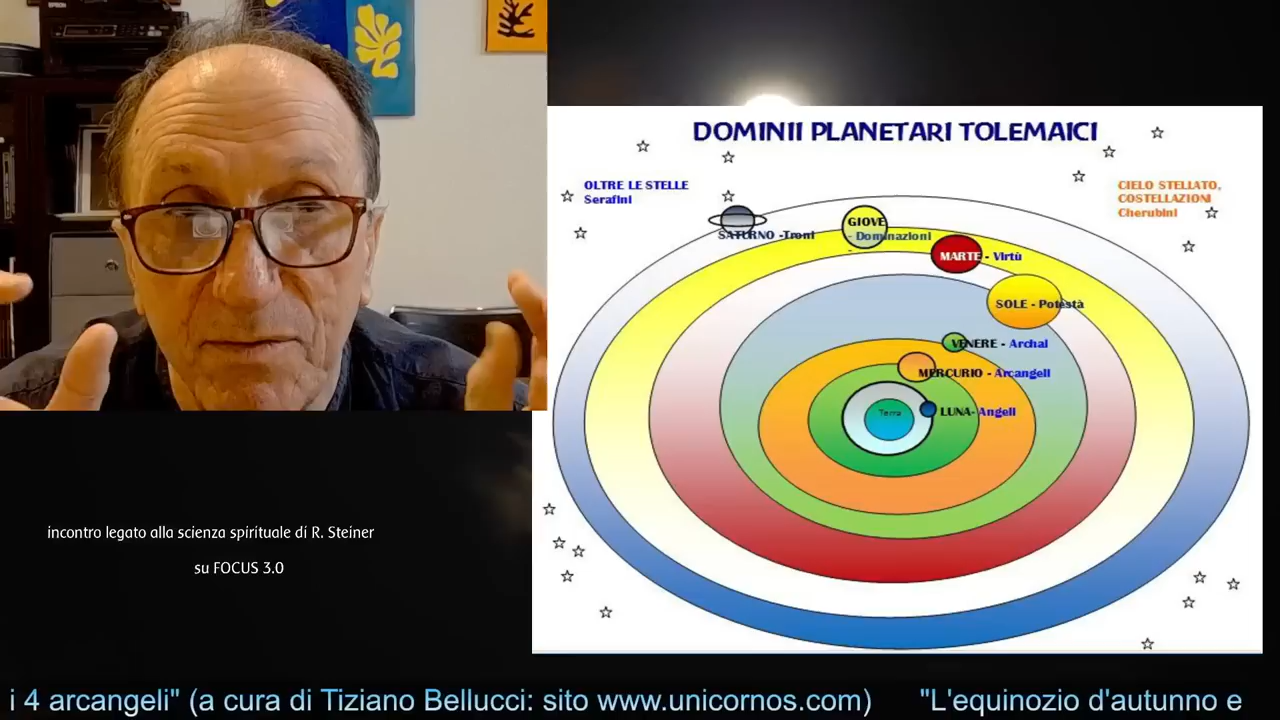 DOMINII PLANETARI TOLEMAICI
OLTRE LE STELLE
Serafini
CIELO STELLATO,
COSTELLAZIONI
Cherubini
SATURNO -Troni
GIOVE
- Dominazioni
-
MARTE - Virtù
SOLE - Potestà
VENERE - Archai
MERCURIO - Arcangeli
Terra
LUNA- Angeli
incontro legato alla scienza spirituale di R. Steiner
su FOCUS 3.0
i 4 arcangeli" (a cura di Tiziano Bellucci: sito www.unicornos.com) "L'equinozio d'autunno e